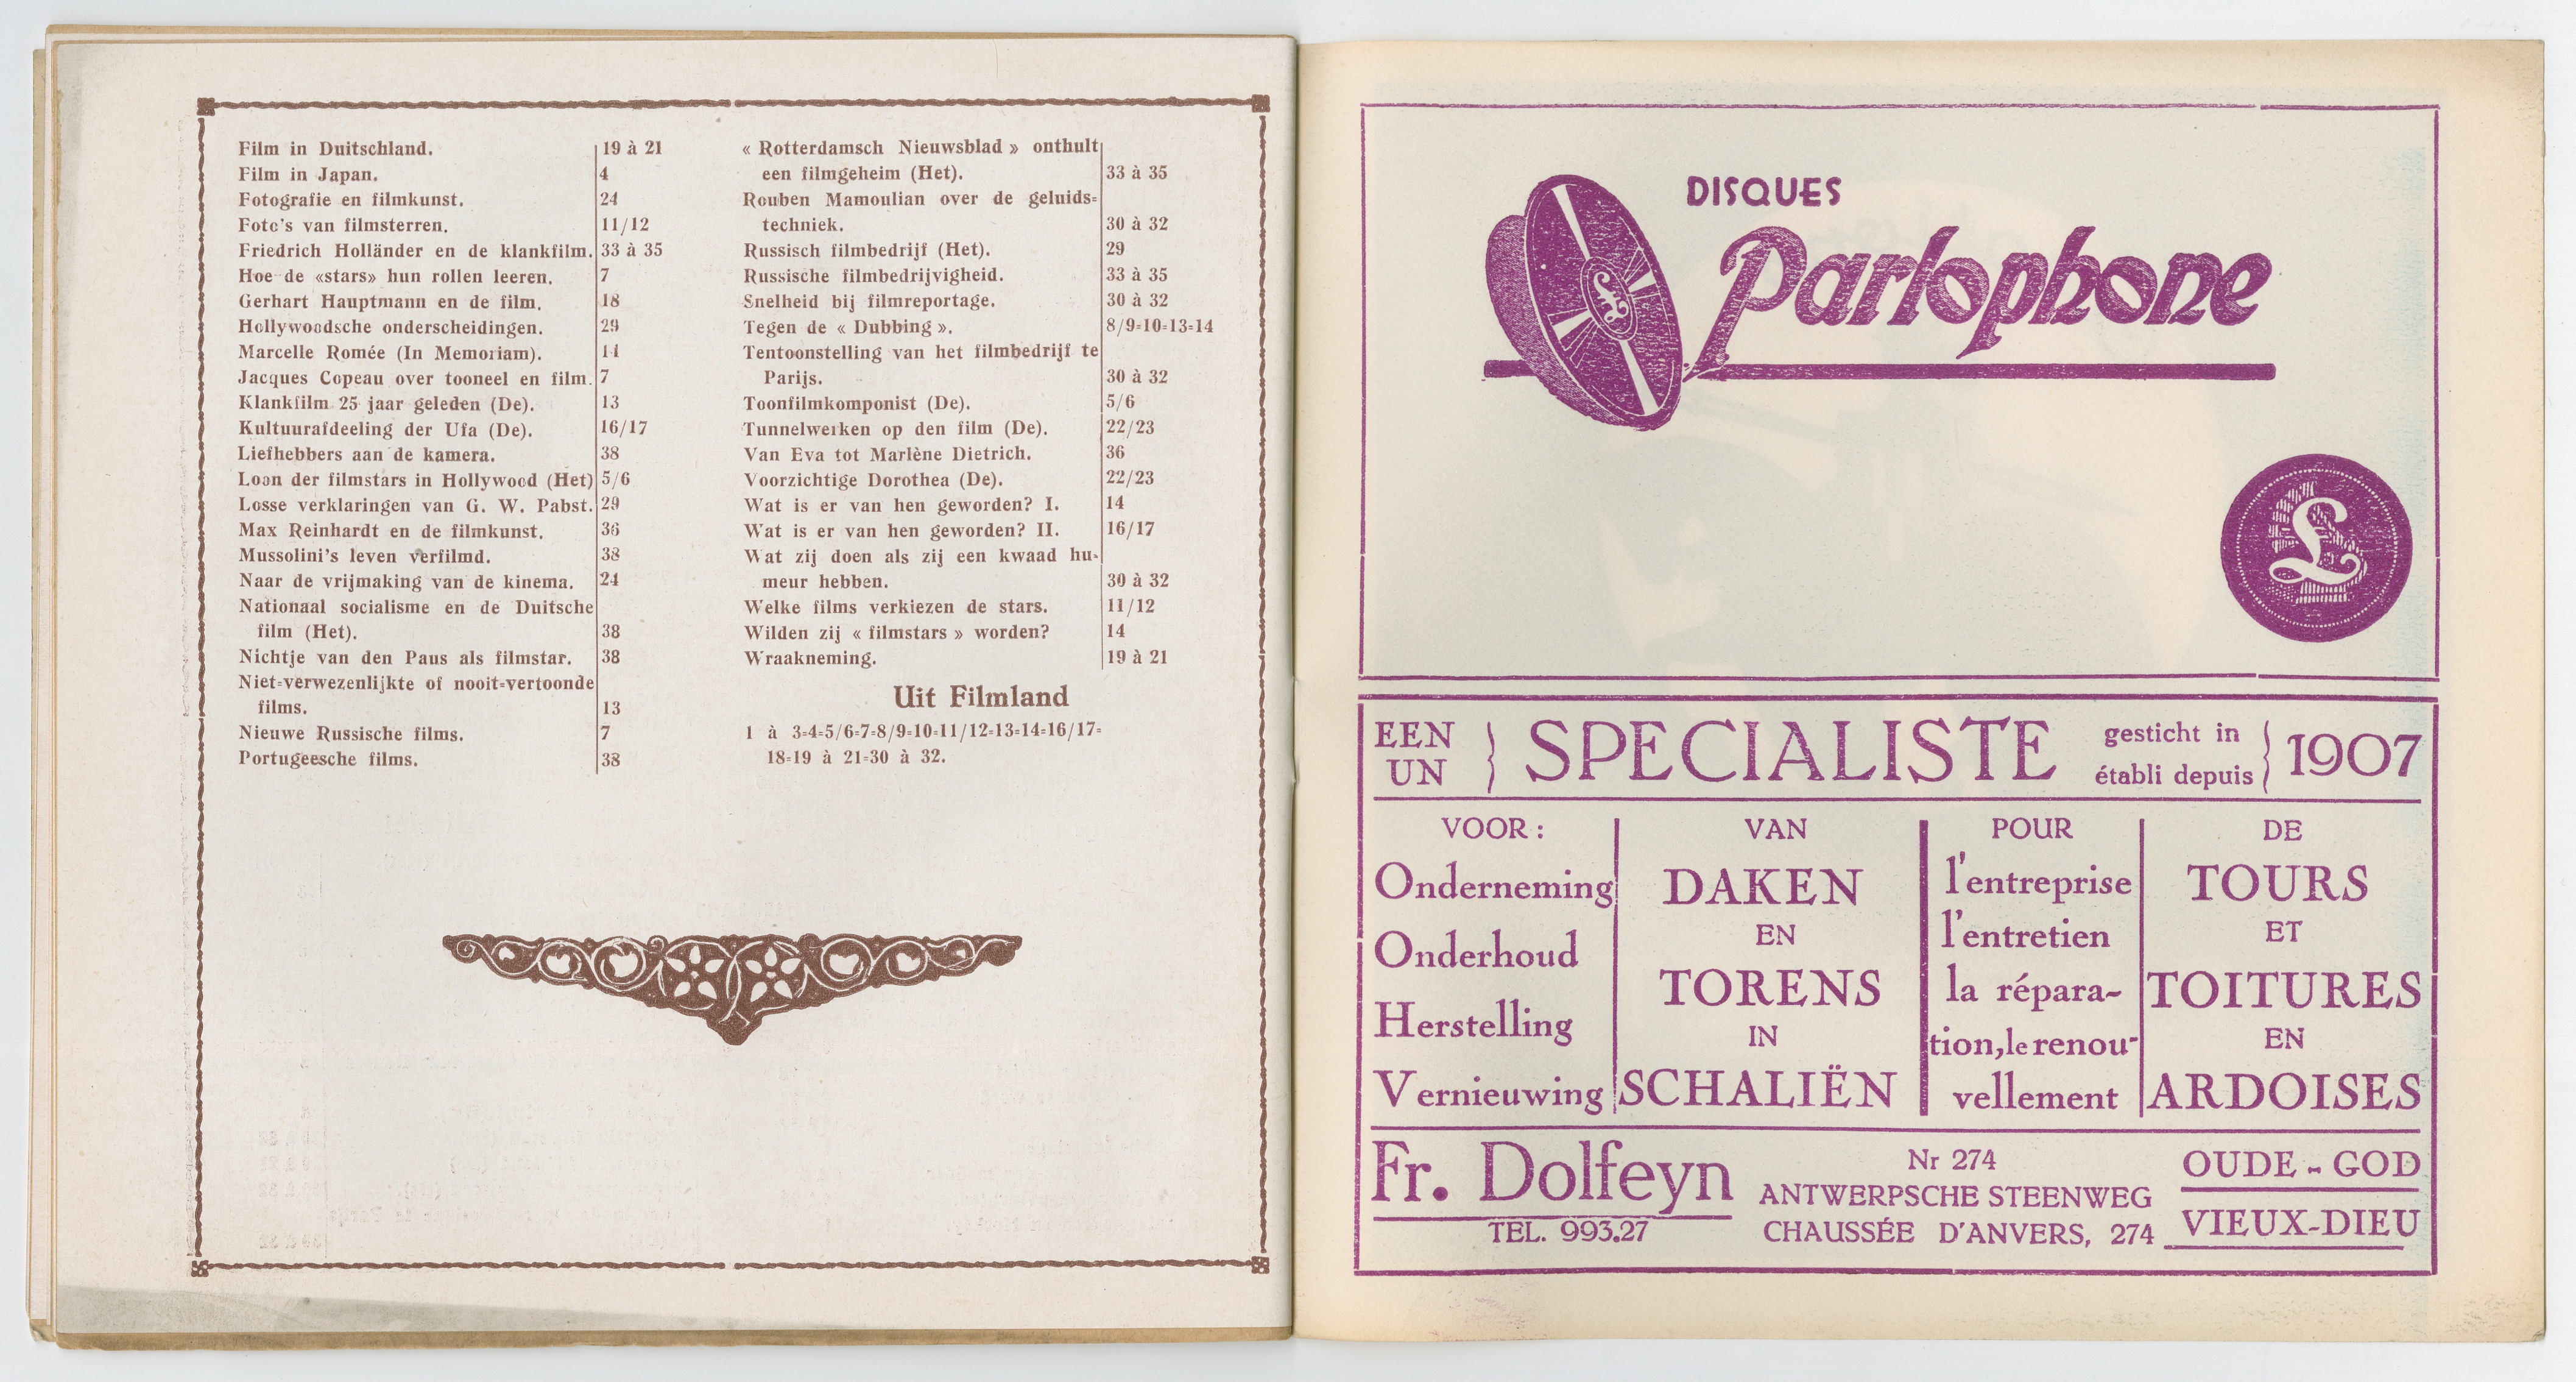 Film in Duitschland. 19 à 21
Film in Japan. 4
Fotografie en filmkunst. 24
Foto's van filmsterren. 11/12
Friedrich Holländer en de klankfilm. 33 à 35
Hoe de «stars» hun rollen leeren. 7
Gerhart Hauptmann en de film. 18
Hollywoodsche onderscheidingen. 29
Marcelle Romée (In Memoriam). 14
Jacques Copeau over tooneel en film. 7
Klankfilm 25 jaar geleden (De). 13
Kultuurafdeeling der Ufa (De). 16/17
Liefhebbers aan de kamera. 38
Loon der filmstars in Hollywood (Het) 5/6
Losse verklaringen van G. W. Pabst. 29
Max Reinhardt en de filmkunst. 36
Mussolini's leven verfilmd. 38
Naar de vrijmaking van de kinema. 24
Nationaal socialisme en de Duitsche
film (Het). 38
Nichtje van den Paus als filmstar. 38
Niet-verwezenlijkte of nooit-vertoonde
films. 13
Nieuwe Russische films. 7
Portugeesche films. 38
« Rotterdamsch Nieuwsblad » onthult
een filmgeheim (Het). 33 à 35
Rouben Mamoulian over de geluids-
techniek. 30 à 32
Russisch filmbedrijf (Het). 29
Russische filmbedrijvigheid. 33 à 35
Snelheid bij filmreportage. 30 à 32
Tegen de « Dubbing ». 8/9-10-13-14
Tentoonstelling van het filmbedrijf te
Parijs. 30 à 32
Toonfilmkomponist (De). 5/6
Tunnelwerken op den film (De). 22/23
Van Eva tot Marlène Dietrich. 36
Voorzichtige Dorothea (De). 22/23
Wat is er van hen geworden? I. 14
Wat is er van hen geworden? II. 16/17
Wat zij doen als zij een kwaad hu-
meur hebben. 30 à 32
Welke films verkiezen de stars. 11/12
Wilden zij « filmstars » worden? 14
Wraakneming. 19 à 21
Uit Filmland
1 à 3-4-5/6-7-8/9-10-11/12-13-14-16/17-
18-19 à 21-30 à 32.
DISQUES
Parlophone
£
£
EEN
UN
SPECIALISTE
gesticht in
établi depuis
1907
VOOR :
Onderneming
Onderhoud
Herstelling
Vernieuwing
VAN
DAKEN
EN
TORENS
IN
SCHALIËN
POUR
l'entreprise
l'entretien
la répara-
tion, le renou-
vellement
DE
TOURS
ET
TOITURES
EN
ARDOISES
Fr. Dolfeyn
TEL. 993.27
Nr 274
ANTWERPSCHE STEENWEG
CHAUSSÉE D'ANVERS, 274
OUDE - GOD
VIEUX-DIEU